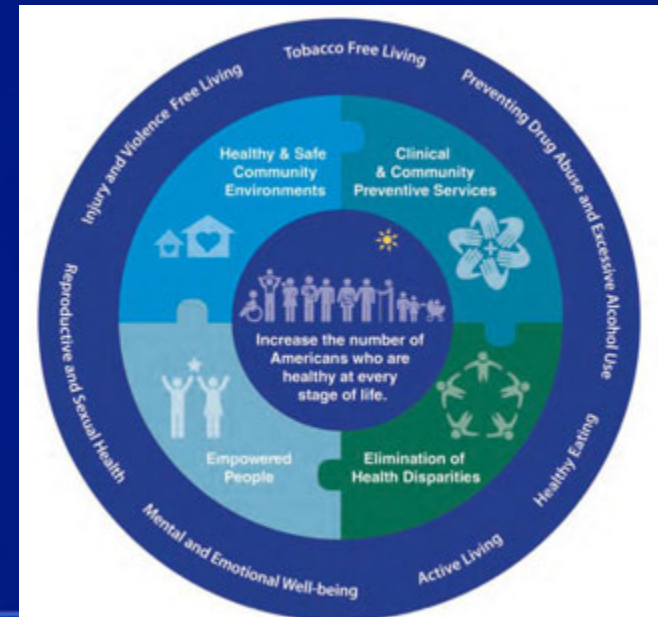 Tobacco Free Living
Preventing Drug Abuse and Excessive Alcohol Use
Healthy Eating
Active Living
Mental and Emotional Well-being
Reproductive and Sexual Health
Injury and Violence Free Living
Healthy & Safe
Community
Environments
Clinical
& Community
Preventive Services
Increase the number of
Americans who are
healthy at every
stage of life.
Empowered
People
Elimination of
Health Disparities